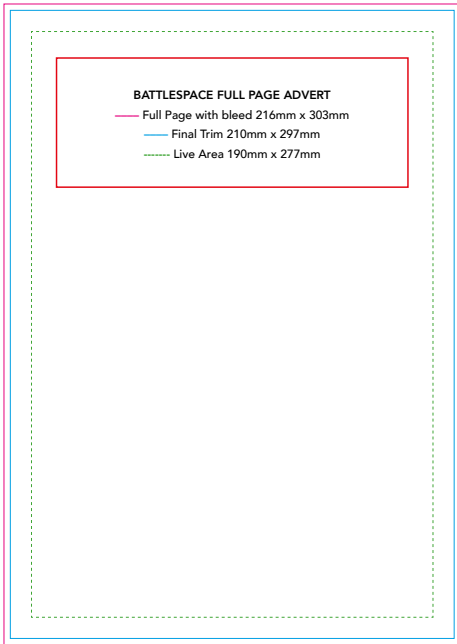 BATTLESPACE FULL PAGE ADVERT
Full Page with bleed 216mm x 303mm
Final Trim 210mm x 297mm
Live Area 190mm x 277mm